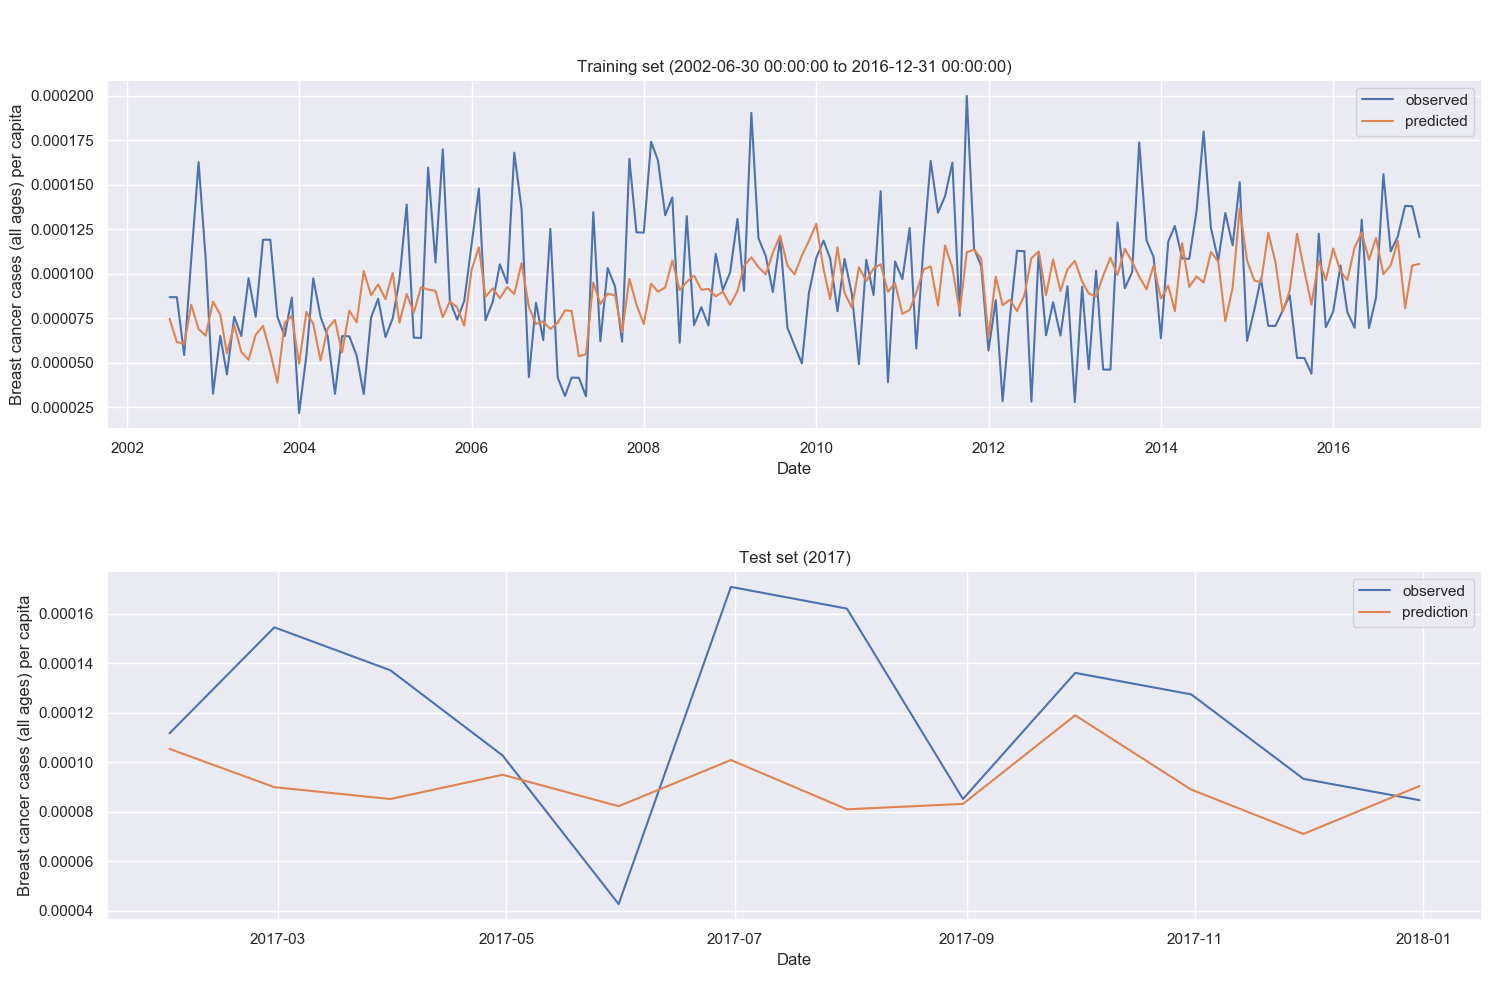 Training set (2002-06-30 00:00:00 to 2016-12-31 00:00:00)
Breast cancer cases (all ages) per capita
0.000200
0.000175
0.000150
0.000125
0.000100
0.000075
0.000050
0.000025
observed
predicted
2002 2004 2006 2008 2010 2012 2014 2016
Date
Test set (2017)
Breast cancer cases (all ages) per capita
0.00016
0.00014
0.00012
0.00010
0.00008
0.00006
0.00004
observed
prediction
2017-03 2017-05 2017-07 2017-09 2017-11 2018-01
Date